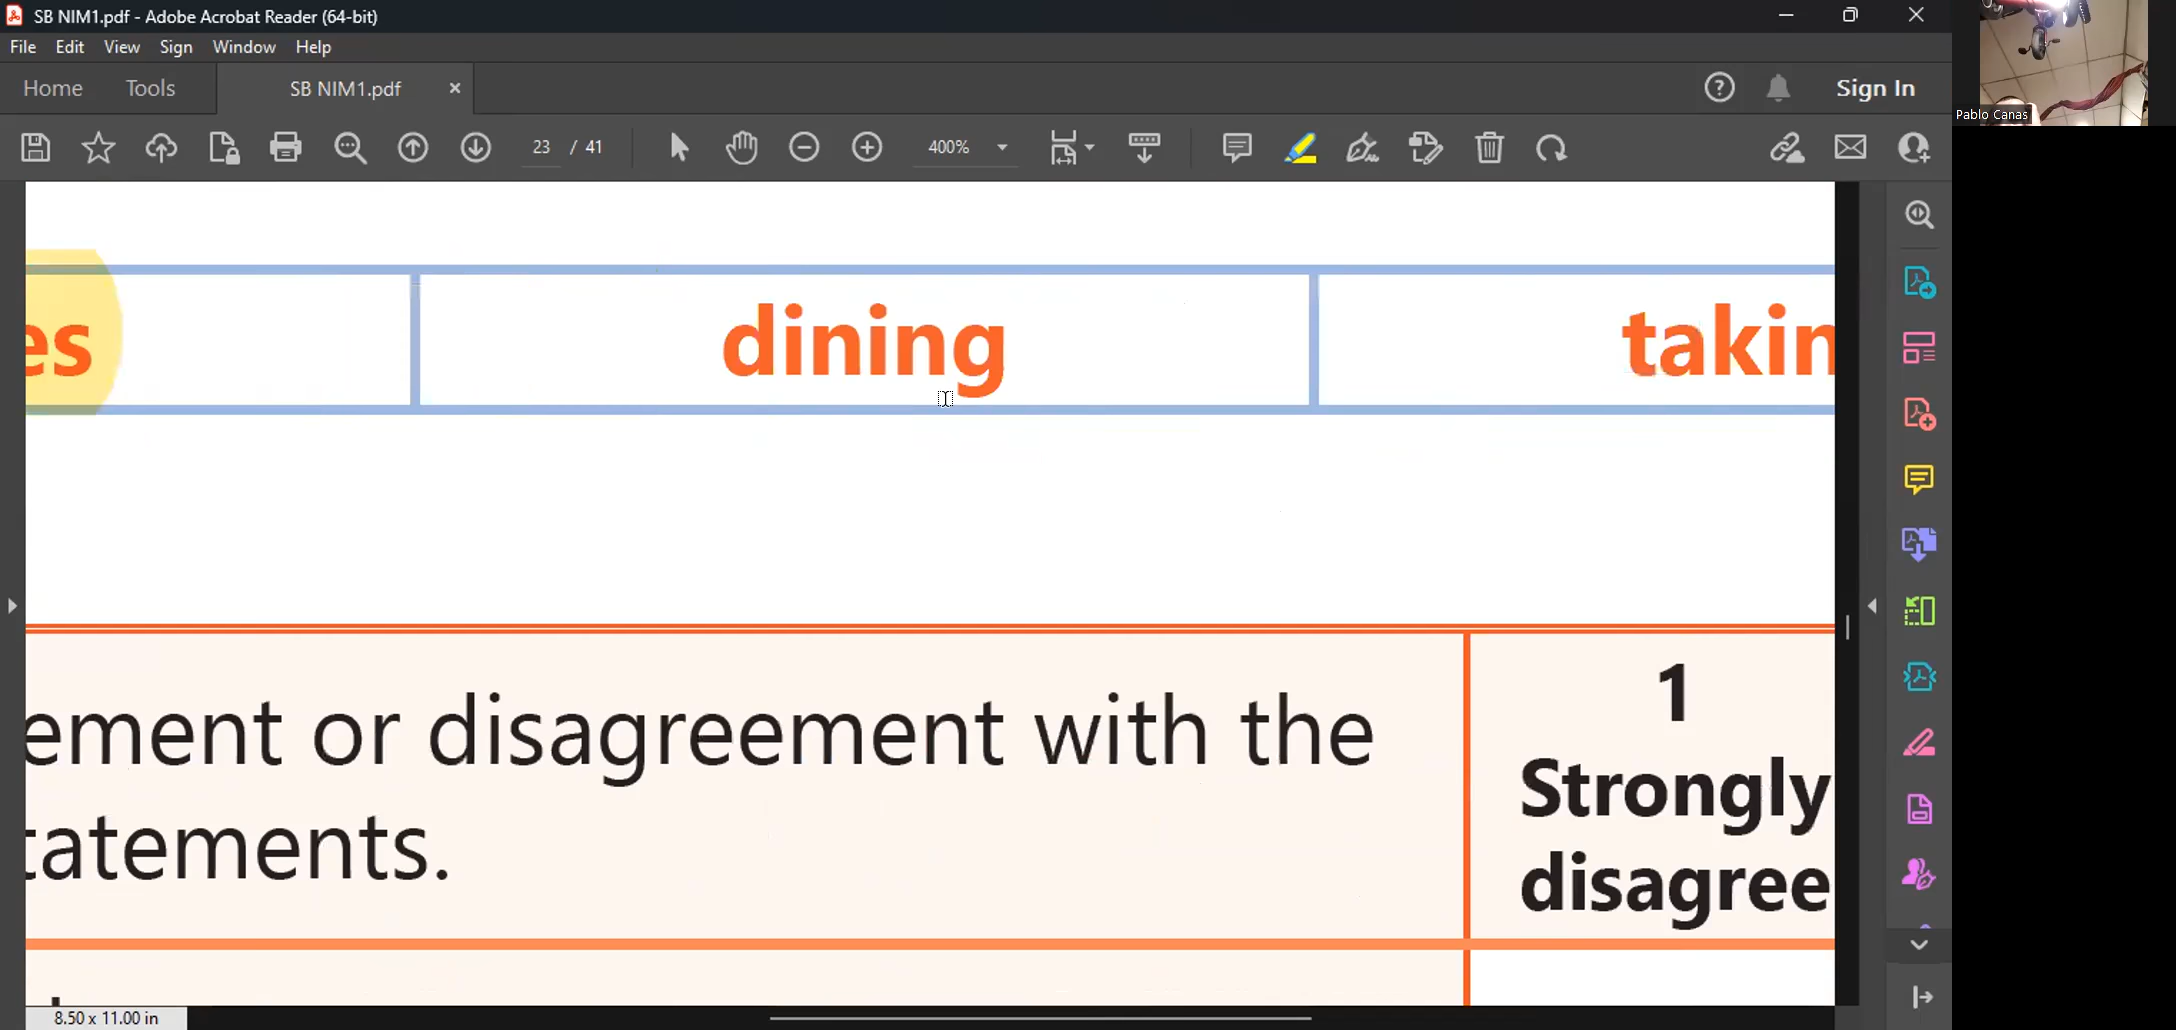 SB NIM1.pdf - Adobe Acrobat Reader (64-bit)
File Edit View Sign Window Help
Home Tools SB NIM1.pdf Sign In
23 / 41 400%
Pablo Canas
es dining takin
ement or disagreement with the
tatements.
1
Strongly
disagree
8.50 x 11.00 in